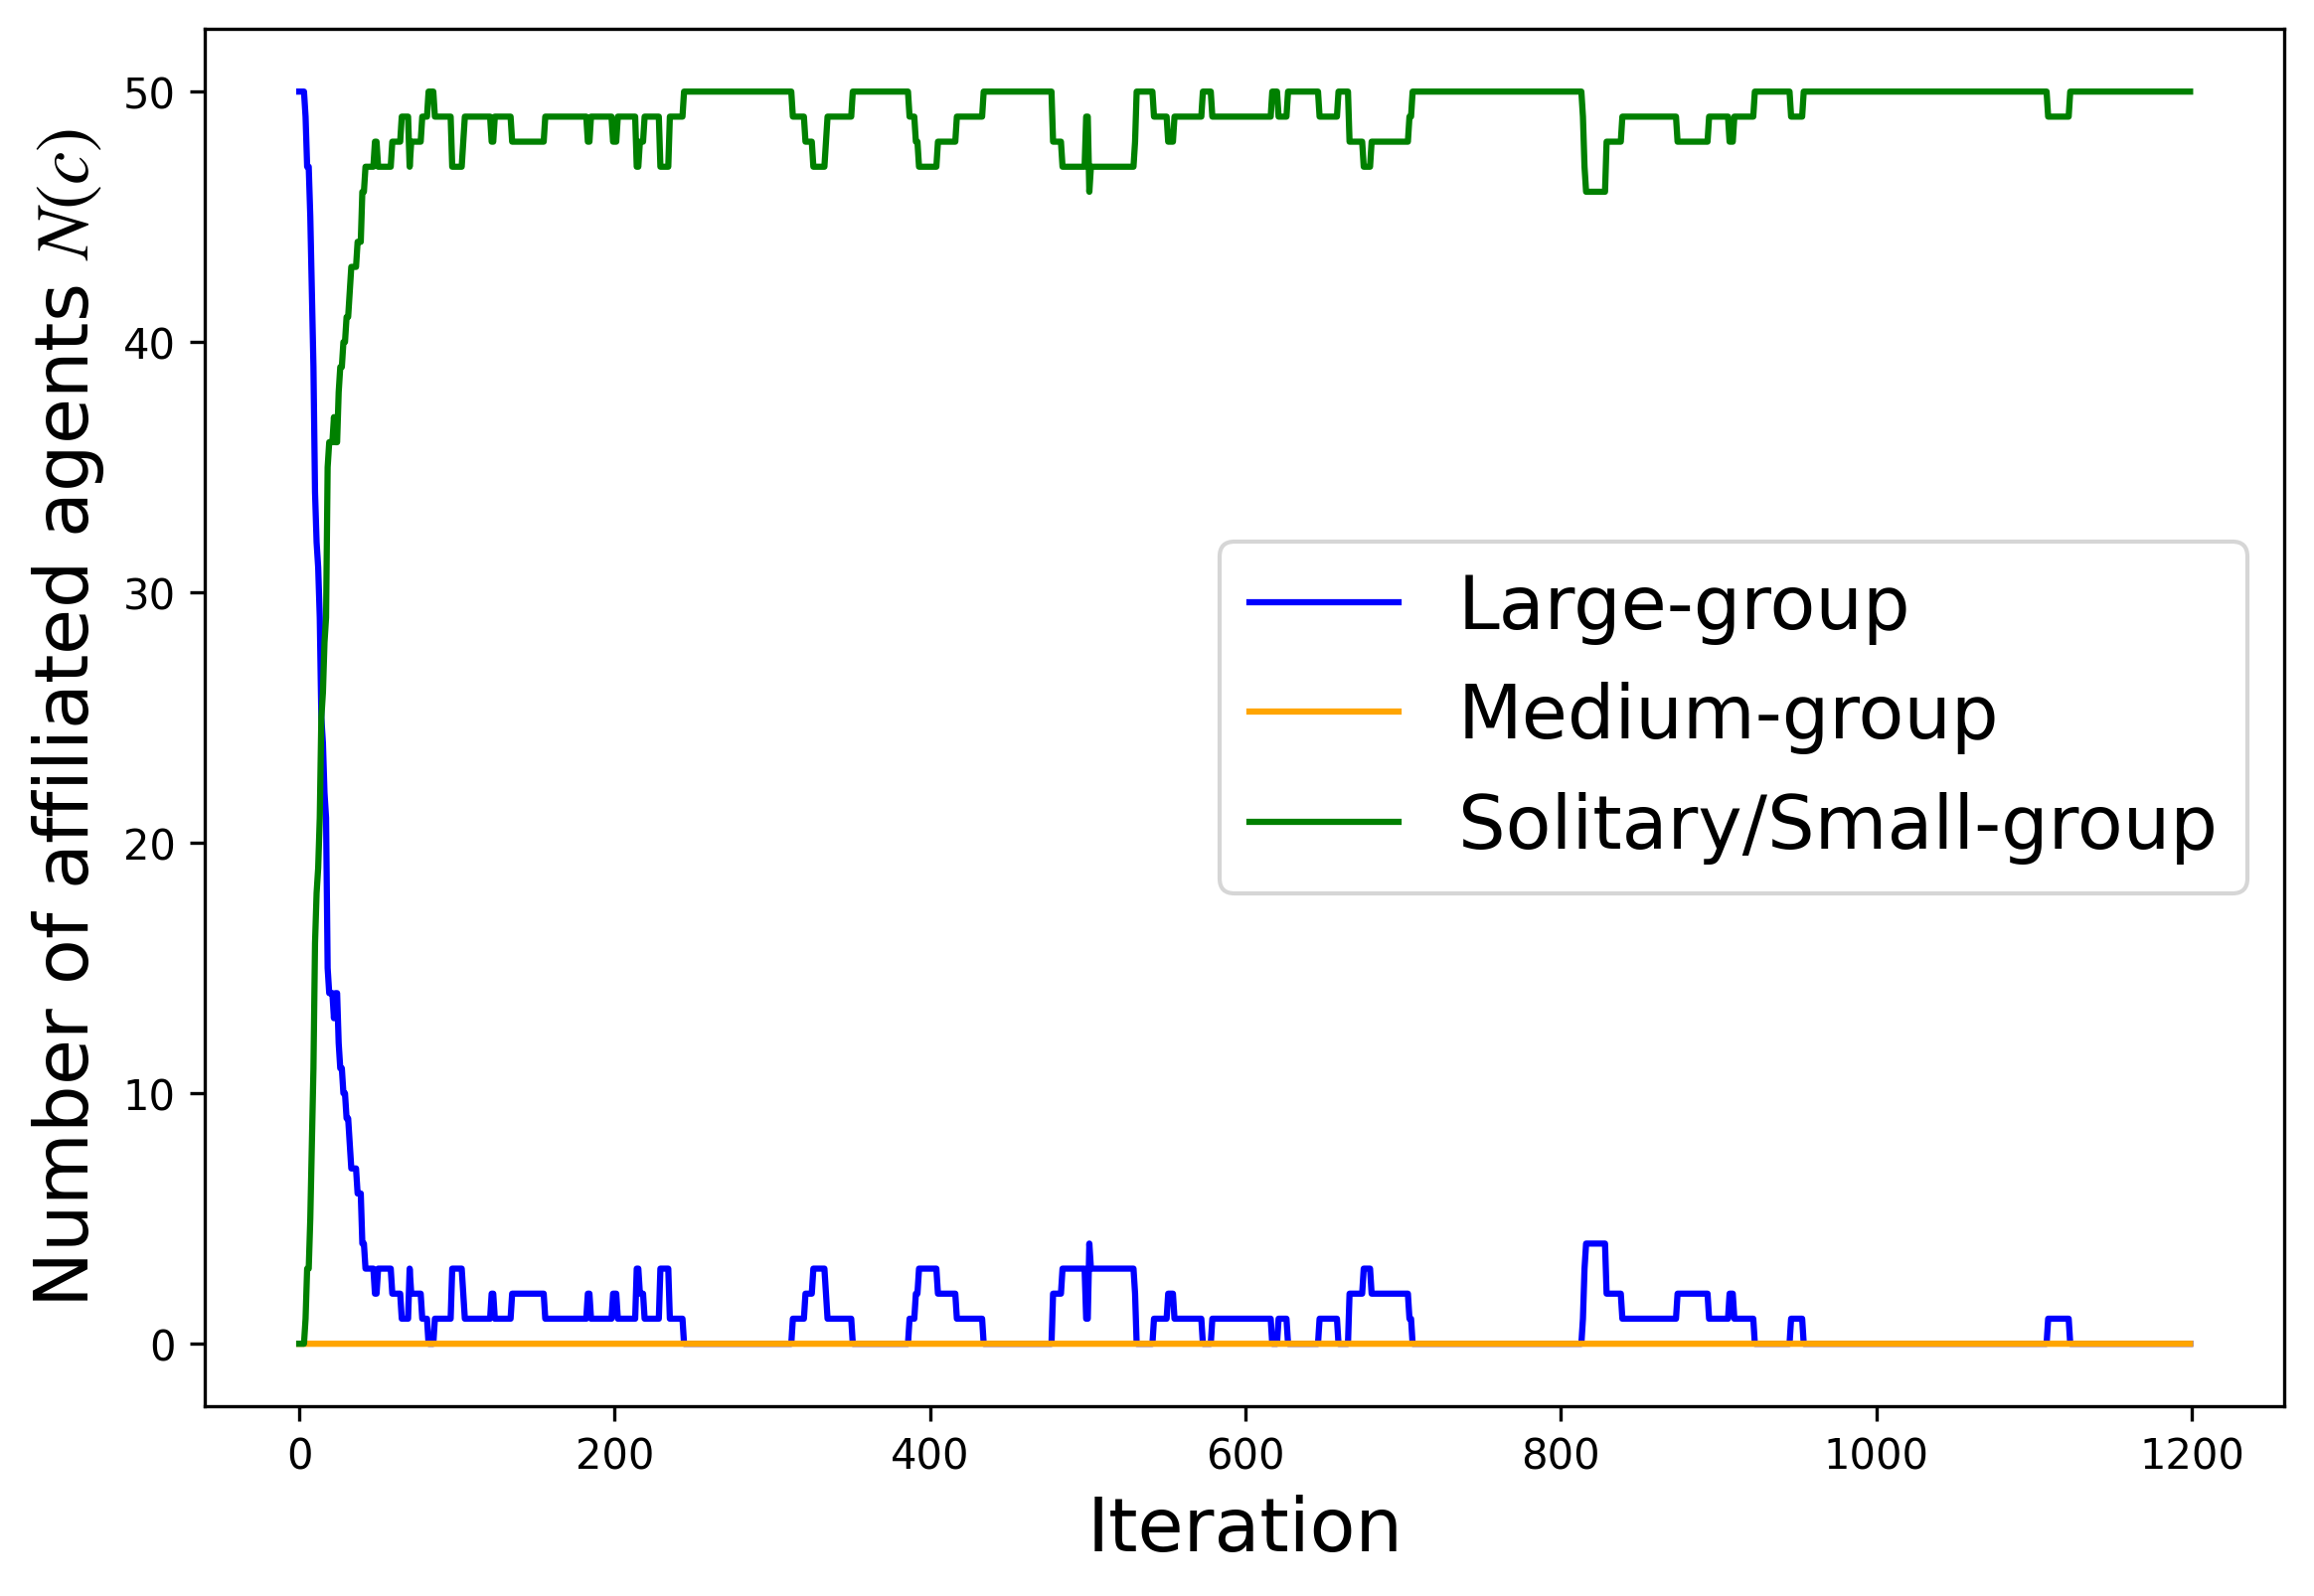 Number of affiliated agents N(c)
50
40
30
20
10
0
Large-group
Medium-group
Solitary/Small-group
0 200 400 600 800 1000 1200
Iteration